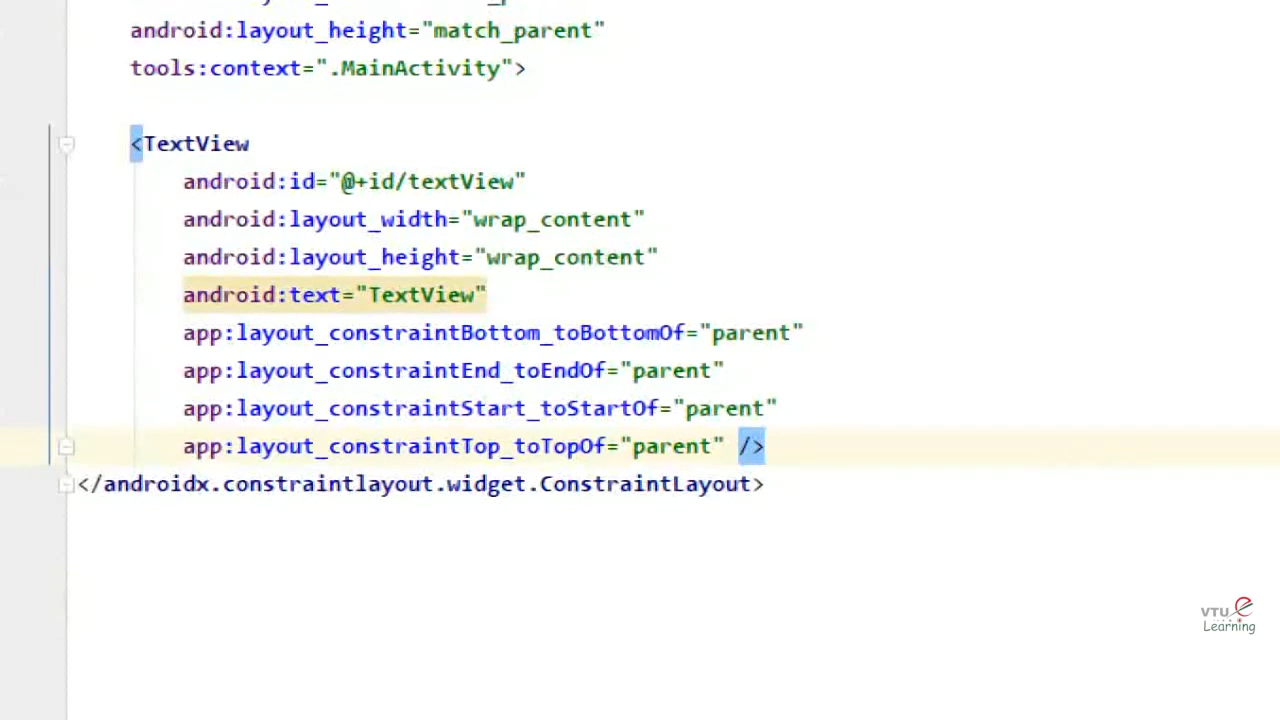 android:layout_height="match_parent"
tools:context=".MainActivity">
<TextView
android:id="@+id/textView"
android:layout_width="wrap_content"
android:layout_height="wrap_content"
android:text="TextView"
app:layout_constraintBottom_toBottomOf="parent"
app:layout_constraintEnd_toEndOf="parent"
app:layout_constraintStart_toStartOf="parent"
app:layout_constraintTop_toTopOf="parent" />
</androidx.constraintlayout.widget.ConstraintLayout>
VTU e
Learning